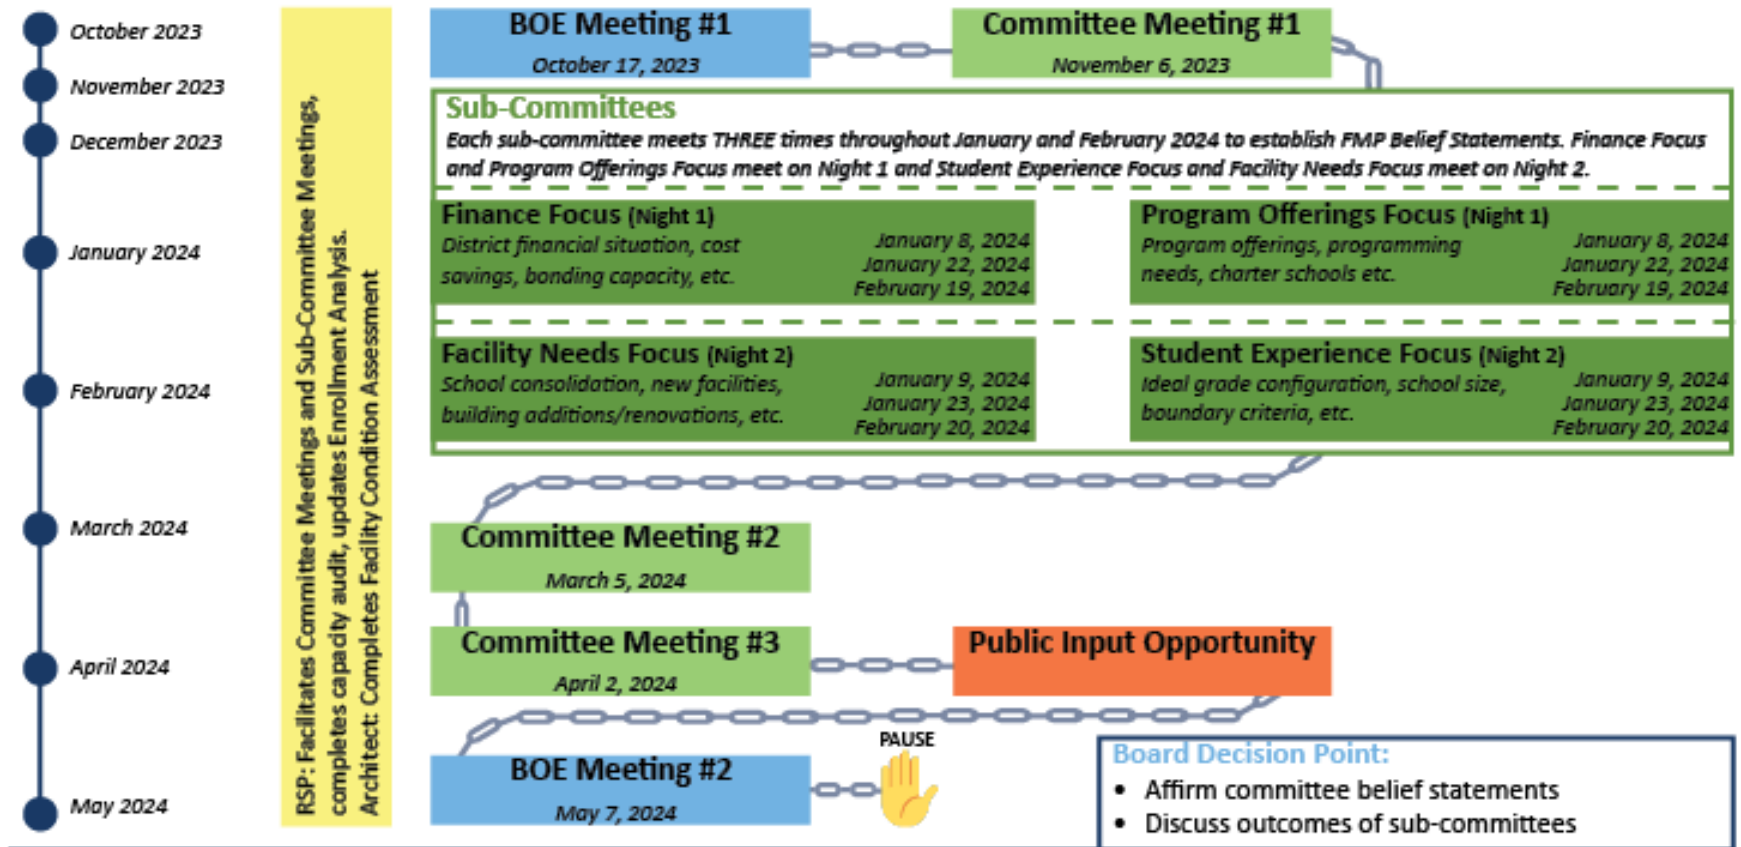 October 2023
November 2023
December 2023
January 2024
February 2024
March 2024
April 2024
May 2024
RSP: Facilitates Committee Meetings and Sub-Committee Meetings,
completes capacity audit, updates Enrollment Analysis.
Architect: Completes Facility Condition Assessment
BOE Meeting #1
October 17, 2023
Committee Meeting #1
November 6, 2023
Sub-Committees
Each sub-committee meets THREE times throughout January and February 2024 to establish FMP Belief Statements. Finance Focus
and Program Offerings Focus meet on Night 1 and Student Experience Focus and Facility Needs Focus meet on Night 2.
Finance Focus (Night 1)
District financial situation, cost
savings, bonding capacity, etc.
January 8, 2024
January 22, 2024
February 19, 2024
Program Offerings Focus (Night 1)
Program offerings, programming
needs, charter schools etc.
January 8, 2024
January 22, 2024
February 19, 2024
Facility Needs Focus (Night 2)
School consolidation, new facilities,
building additions/renovations, etc.
January 9, 2024
January 23, 2024
February 20, 2024
Student Experience Focus (Night 2)
Ideal grade configuration, school size,
boundary criteria, etc.
January 9, 2024
January 23, 2024
February 20, 2024
Committee Meeting #2
March 5, 2024
Committee Meeting #3
April 2, 2024
Public Input Opportunity
BOE Meeting #2
May 7, 2024
PAUSE
Board Decision Point:
• Affirm committee belief statements
• Discuss outcomes of sub-committees